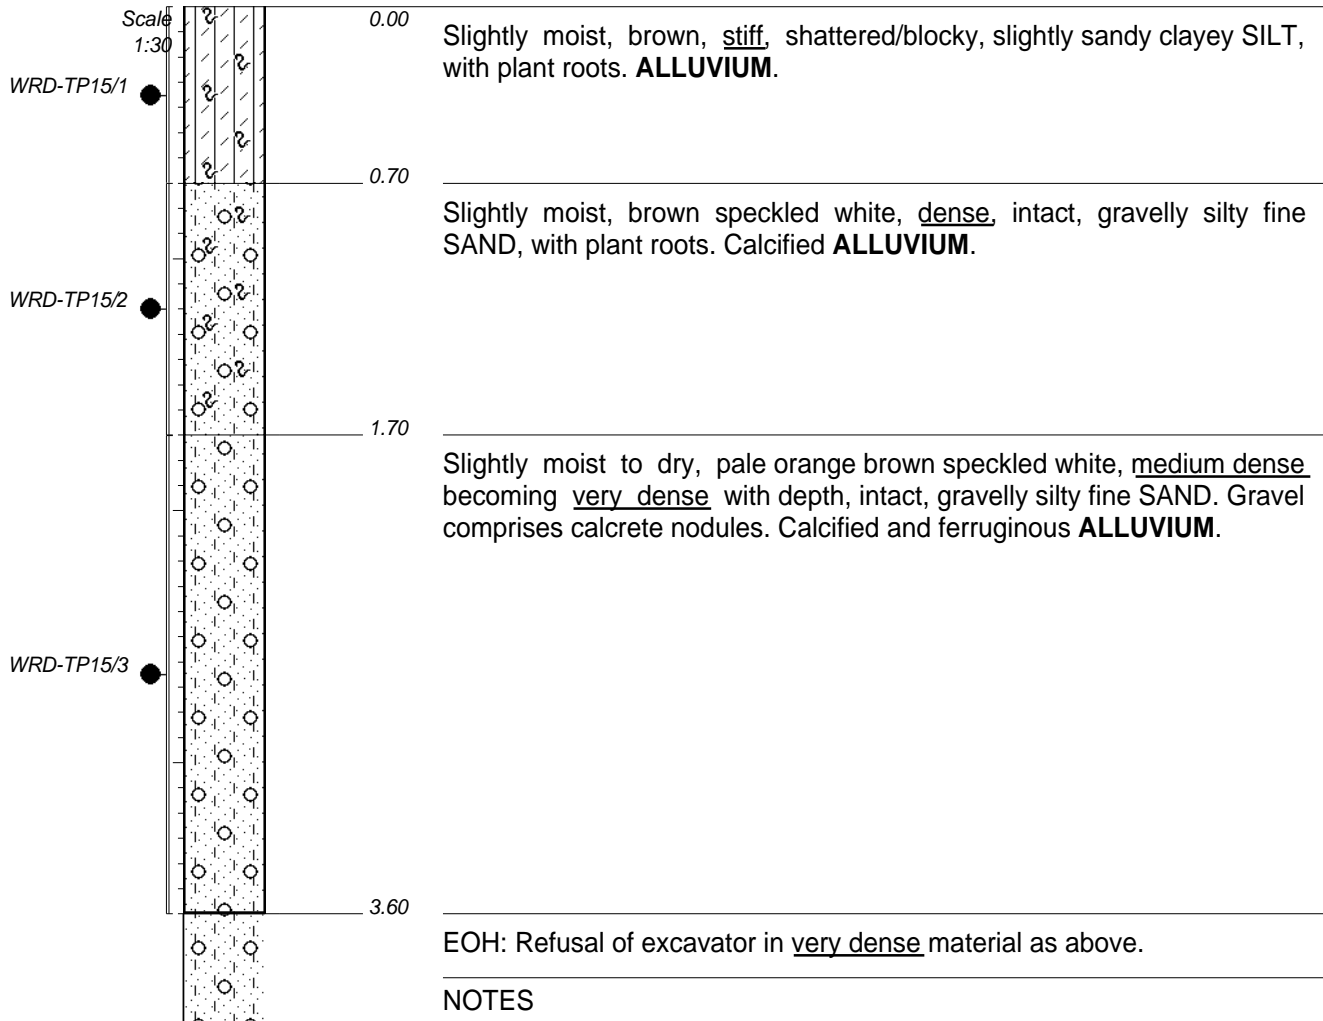 Scale
1:30
0.00
Slightly moist, brown, stiff, shattered/blocky, slightly sandy clayey SILT,
with plant roots. ALLUVIUM.
WRD-TP15/1
0.70
Slightly moist, brown speckled white, dense, intact, gravelly silty fine
SAND, with plant roots. Calcified ALLUVIUM.
WRD-TP15/2
1.70
Slightly moist to dry, pale orange brown speckled white, medium dense
becoming very dense with depth, intact, gravelly silty fine SAND. Gravel
comprises calcrete nodules. Calcified and ferruginous ALLUVIUM.
WRD-TP15/3
3.60
EOH: Refusal of excavator in very dense material as above.
NOTES